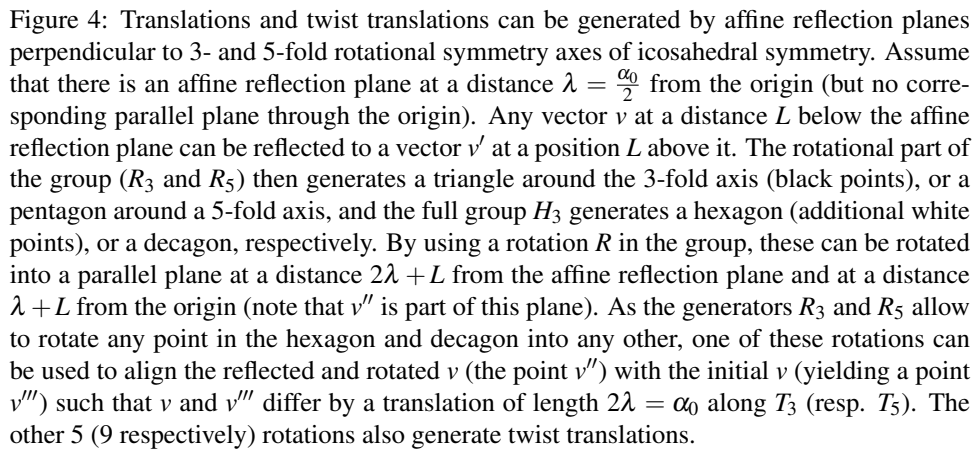 Figure 4: Translations and twist translations can be generated by affine reflection planes
perpendicular to 3- and 5-fold rotational symmetry axes of icosahedral symmetry. Assume
that there is an affine reflection plane at a distance λ = α₀/2 from the origin (but no corre-
sponding parallel plane through the origin). Any vector v at a distance L below the affine
reflection plane can be reflected to a vector v′ at a position L above it. The rotational part of
the group (R₃ and R₅) then generates a triangle around the 3-fold axis (black points), or a
pentagon around a 5-fold axis, and the full group H₃ generates a hexagon (additional white
points), or a decagon, respectively. By using a rotation R in the group, these can be rotated
into a parallel plane at a distance 2λ + L from the affine reflection plane and at a distance
λ + L from the origin (note that v″ is part of this plane). As the generators R₃ and R₅ allow
to rotate any point in the hexagon and decagon into any other, one of these rotations can
be used to align the reflected and rotated v (the point v″) with the initial v (yielding a point
v‴) such that v and v‴ differ by a translation of length 2λ = α₀ along T₃ (resp. T₅). The
other 5 (9 respectively) rotations also generate twist translations.